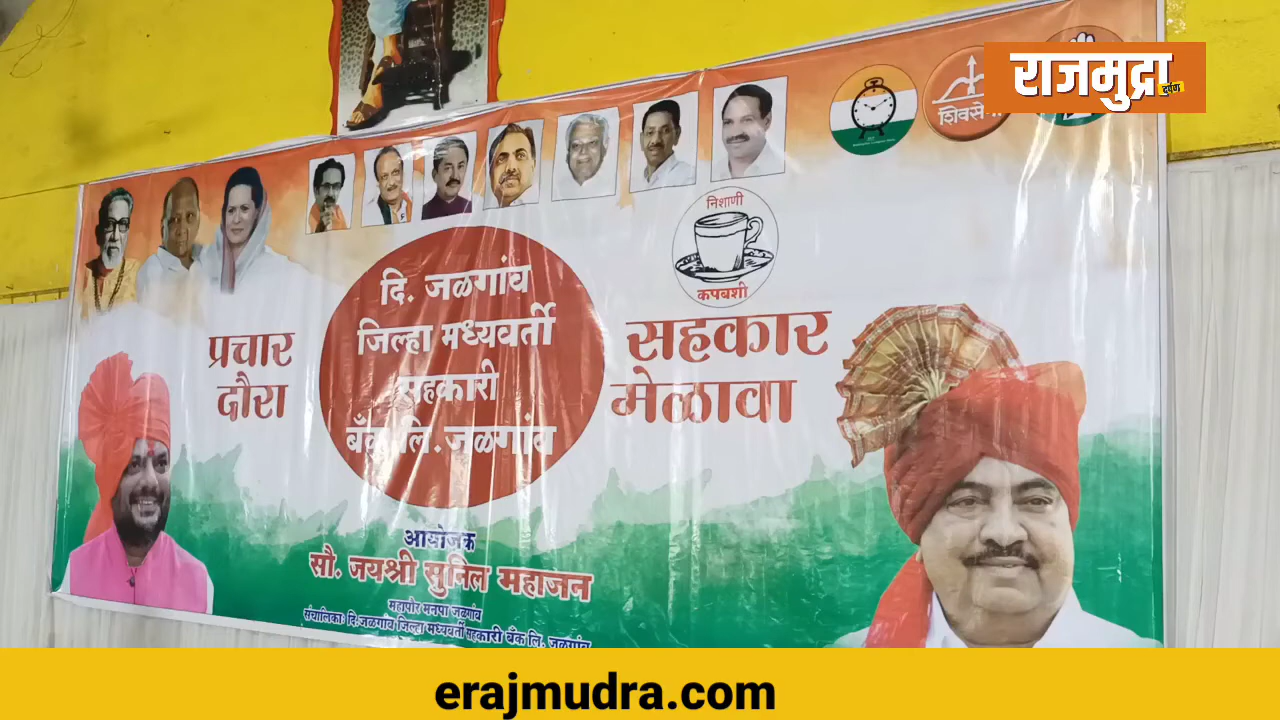 राजमुद्रा
दर्पण
शिवसेना
निशाणी
कपबशी
प्रचार
दौरा
दि. जळगांव
जिल्हा मध्यवर्ती
सहकारी
बँक लि. जळगांव
सहकार
मेळावा
आयोजक
सौ. जयश्री सुनिल महाजन
महापौर मनपा जळगांव
संचालिका: दि.जळगांव जिल्हा मध्यवर्ती सहकारी बँक लि. जळगांव
erajmudra.com